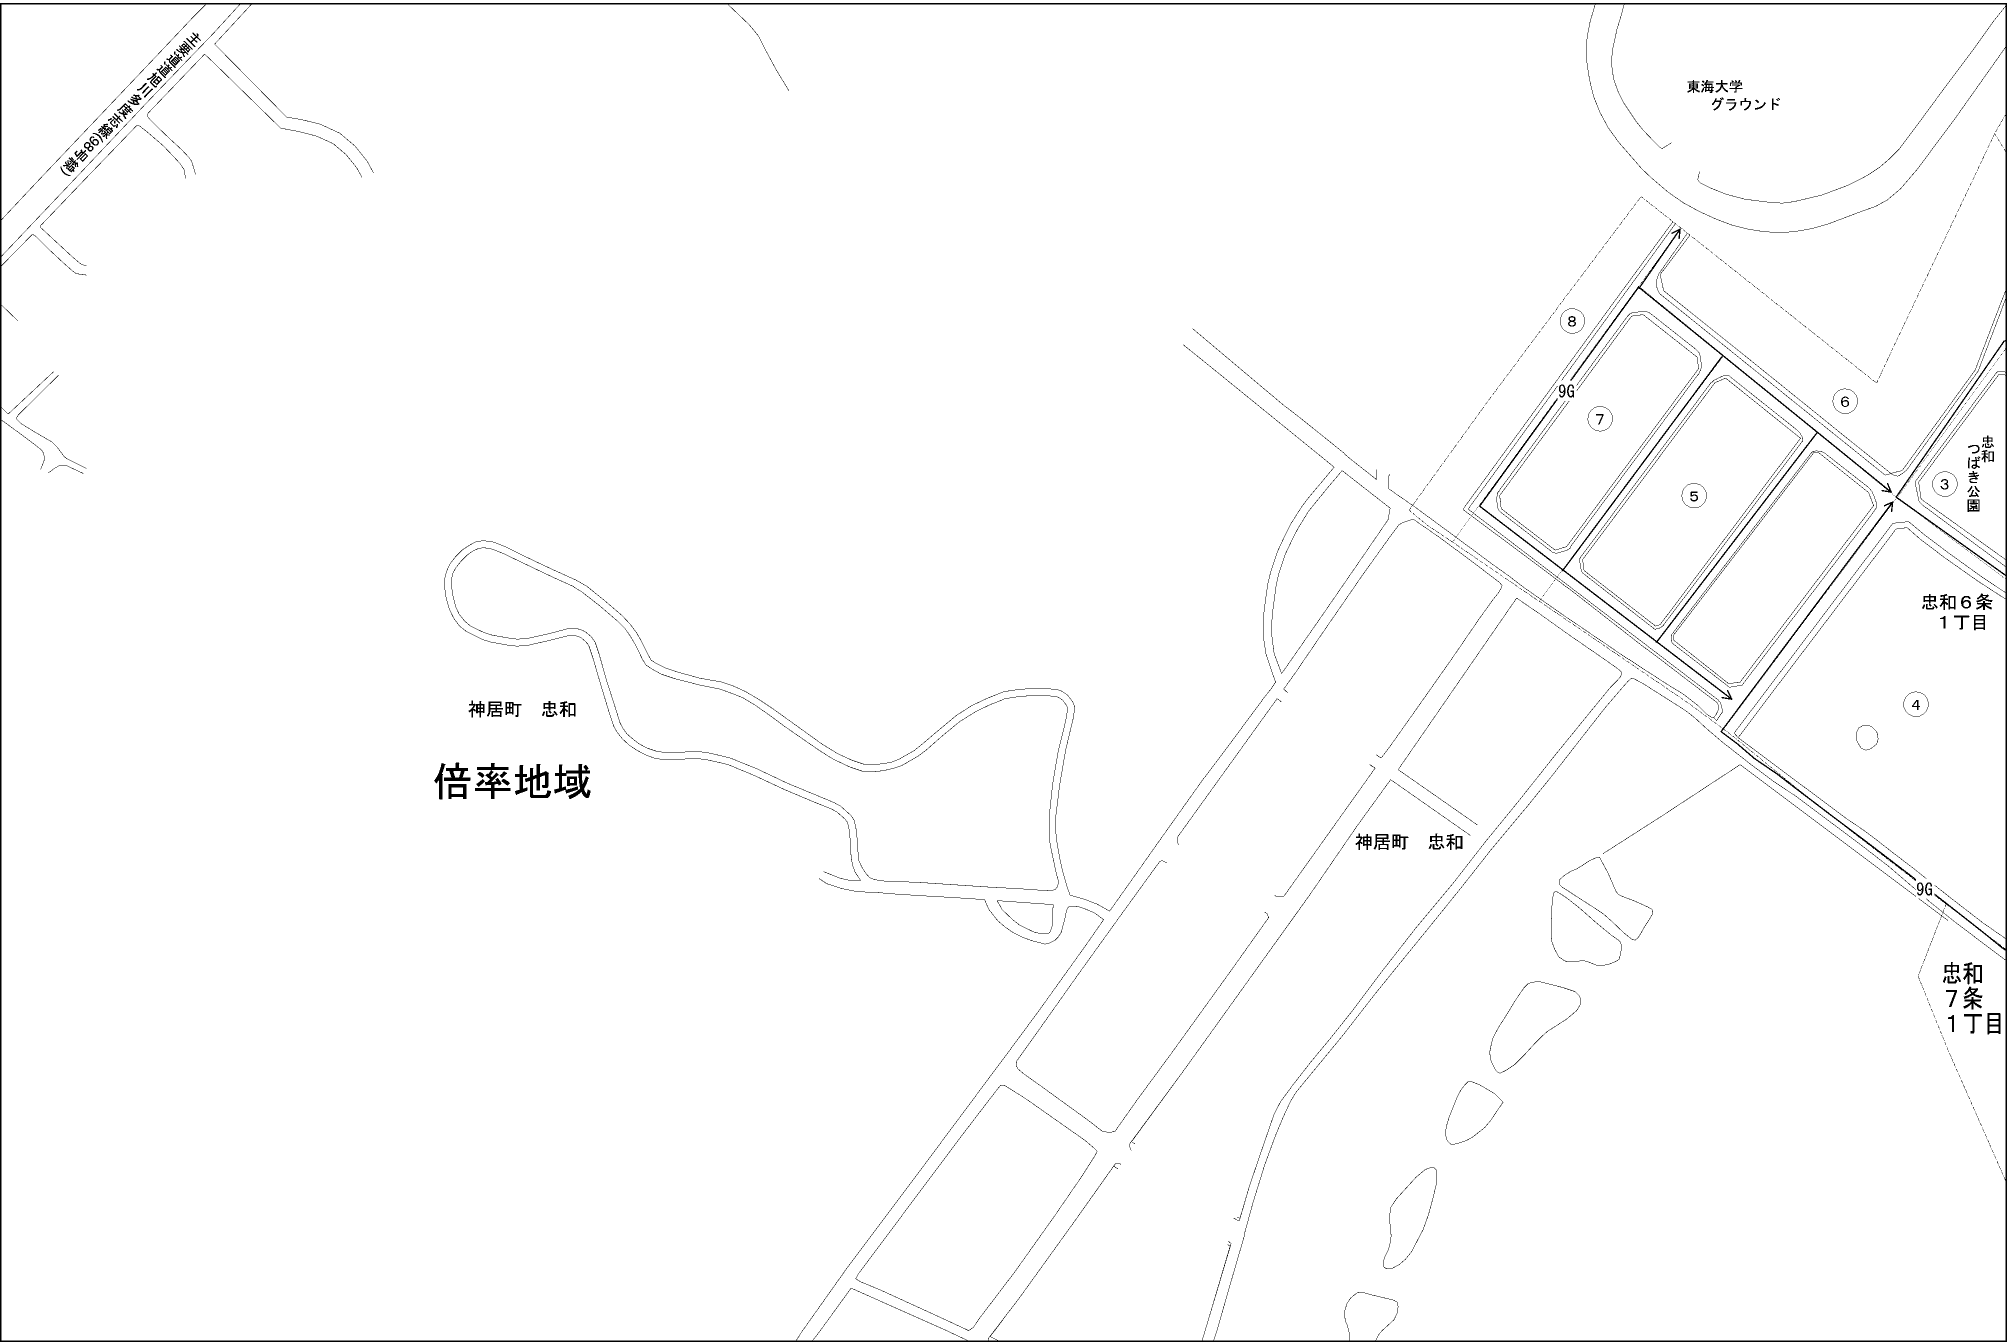 主要道道旭川多度志線(98号線)
東海大学
グラウンド
8
9G
7
6
5
忠和
つばき公園
3
忠和６条
１丁目
4
神居町　忠和
倍率地域
神居町　忠和
9G
忠和
７条
１丁目